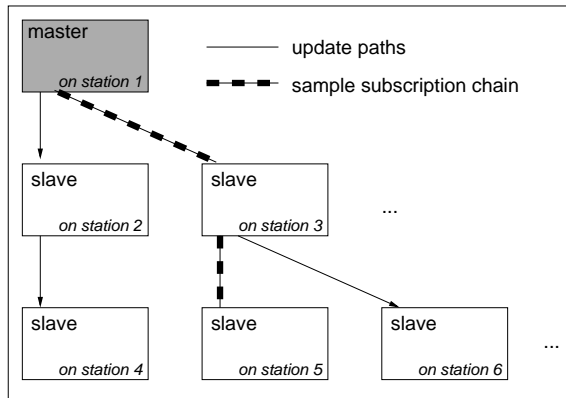 master
on station 1
update paths
sample subscription chain
slave
on station 2
slave
on station 3
...
slave
on station 4
slave
on station 5
slave
on station 6
...